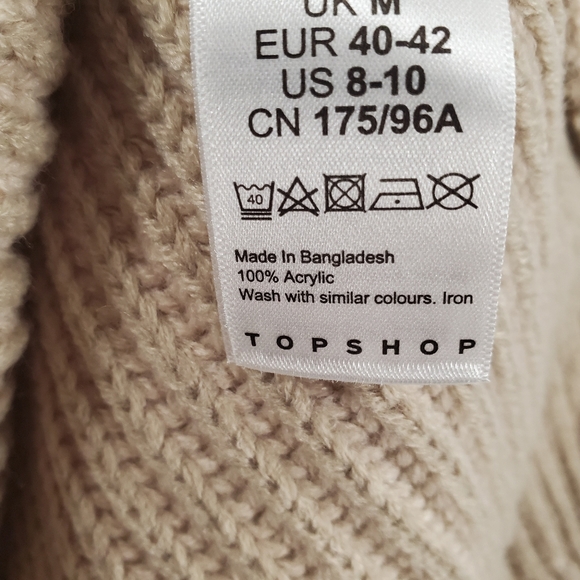 UK M
EUR 40-42
US 8-10
CN 175/96A
40
Made In Bangladesh
100% Acrylic
Wash with similar colours. Iron
TOPSHOP